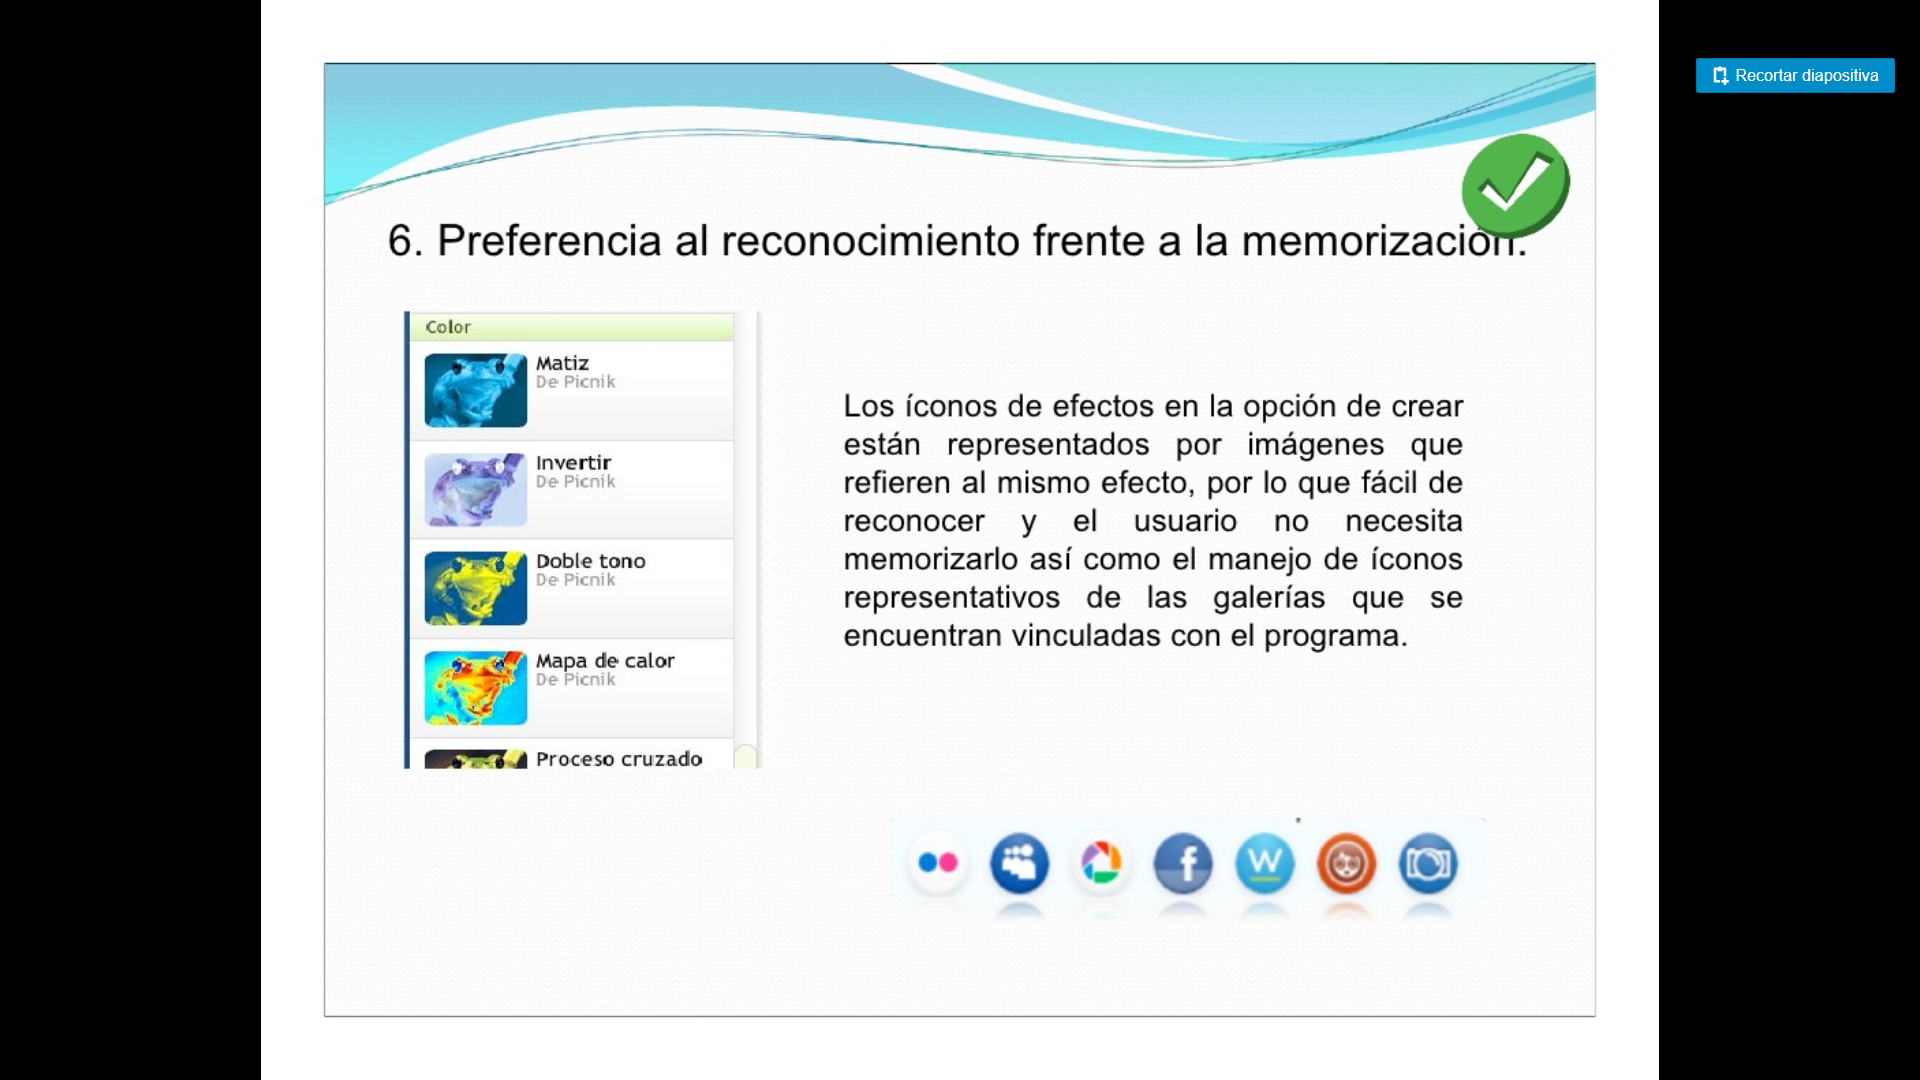 Recortar diapositiva
6. Preferencia al reconocimiento frente a la memorización.
Color
Matiz
De Picnik
Invertir
De Picnik
Doble tono
De Picnik
Mapa de calor
De Picnik
Proceso cruzado
Los íconos de efectos en la opción de crear
están representados por imágenes que
refieren al mismo efecto, por lo que fácil de
reconocer y el usuario no necesita
memorizarlo así como el manejo de íconos
representativos de las galerías que se
encuentran vinculadas con el programa.
f
W